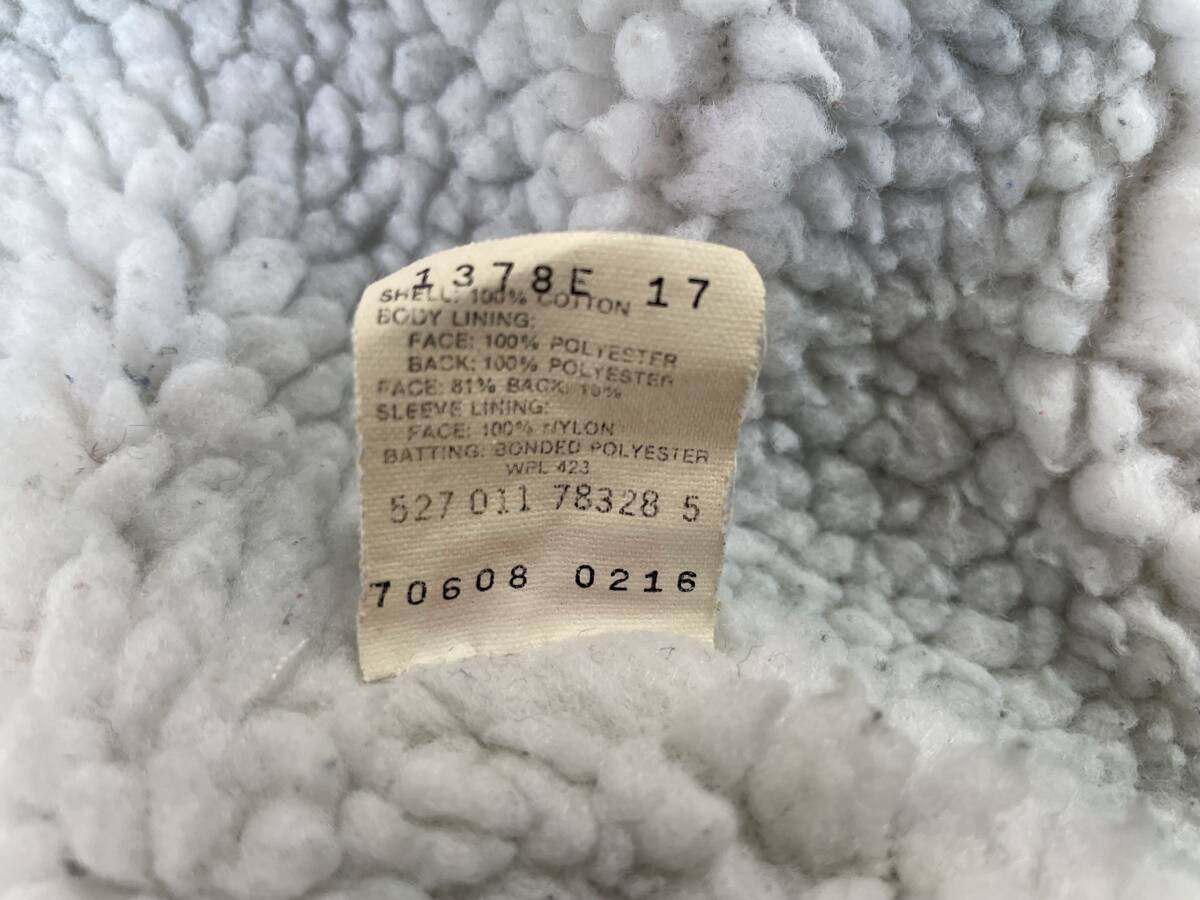 1378E 17
SHELL: 100% COTTON
BODY LINING:
FACE: 100% POLYESTER
BACK: 100% POLYESTER
FACE: 81% BACK: 19%
SLEEVE LINING:
FACE: 100% NYLON
BATTING: BONDED POLYESTER
WPL 423
527 011 78328 5
70608 0216